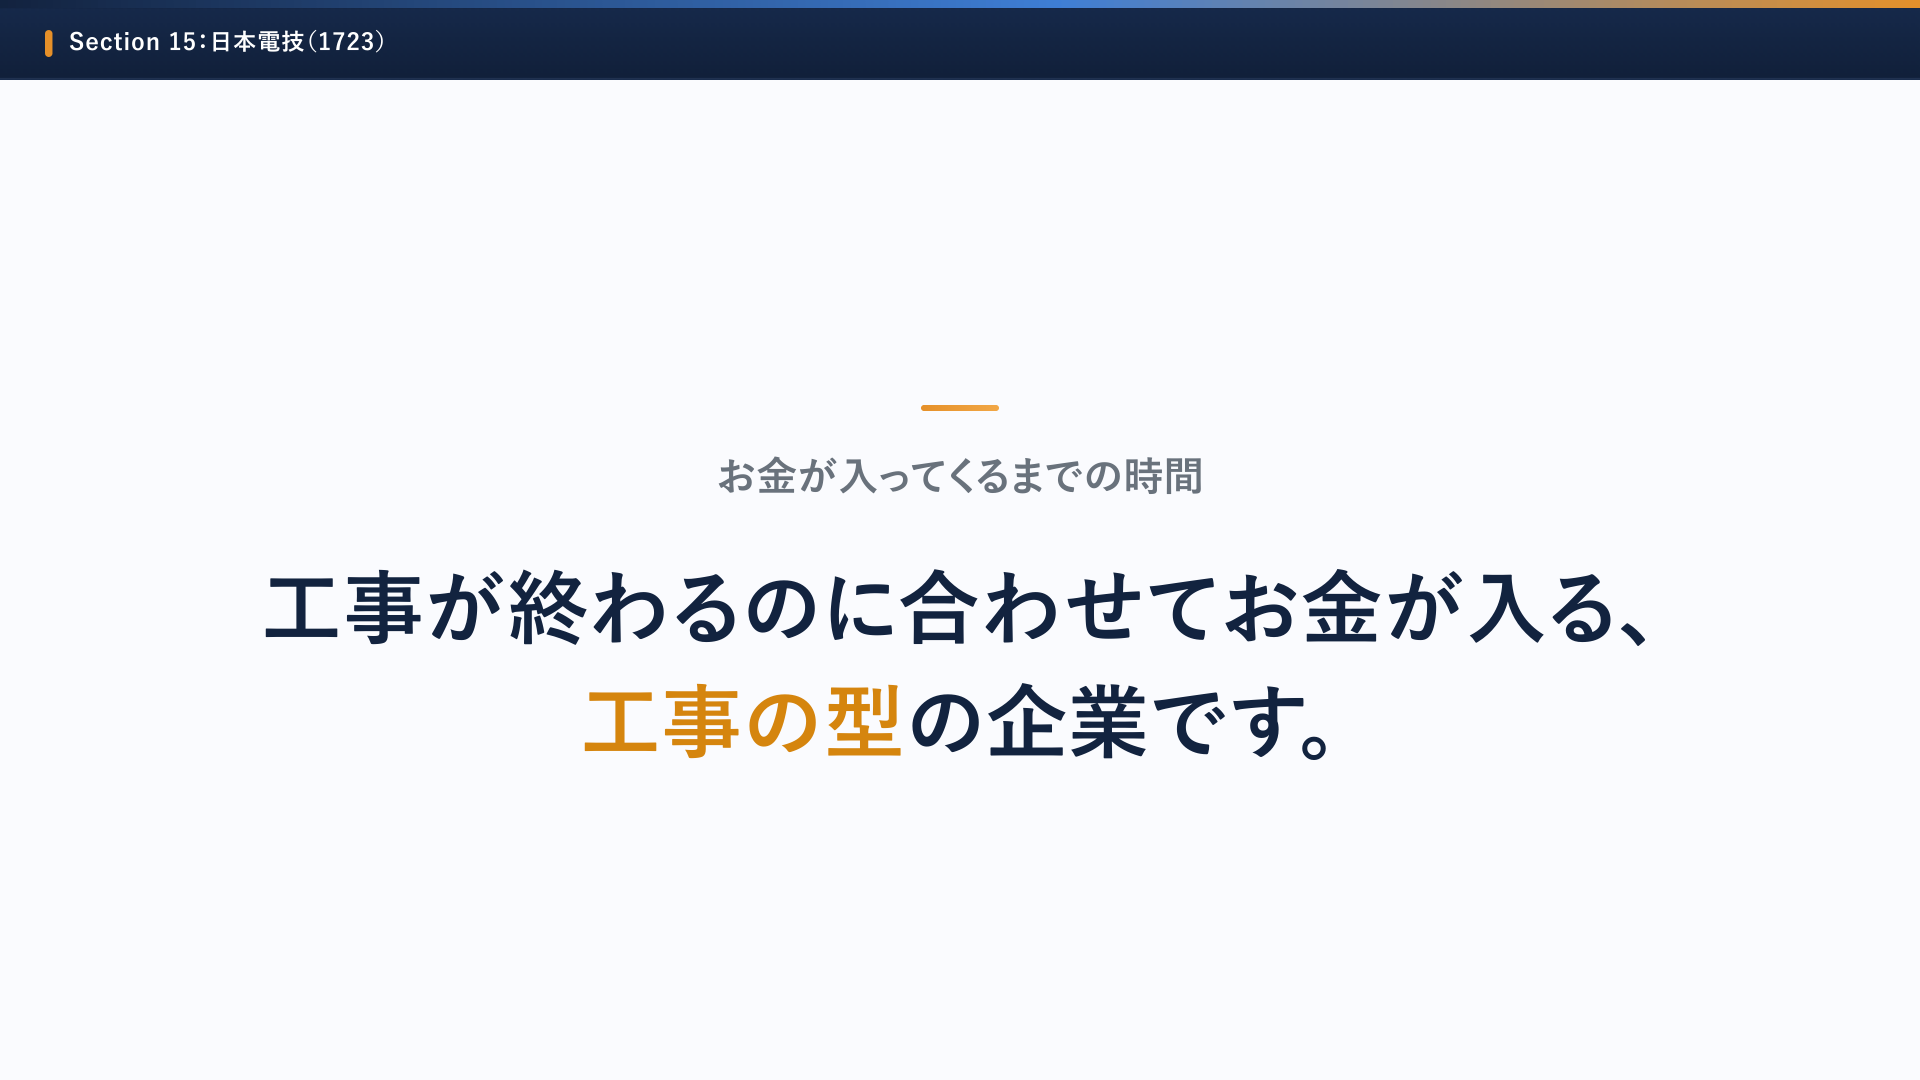 Section 15：日本電技（1723）
お金が入ってくるまでの時間
工事が終わるのに合わせてお金が入る、
工事の型の企業です。